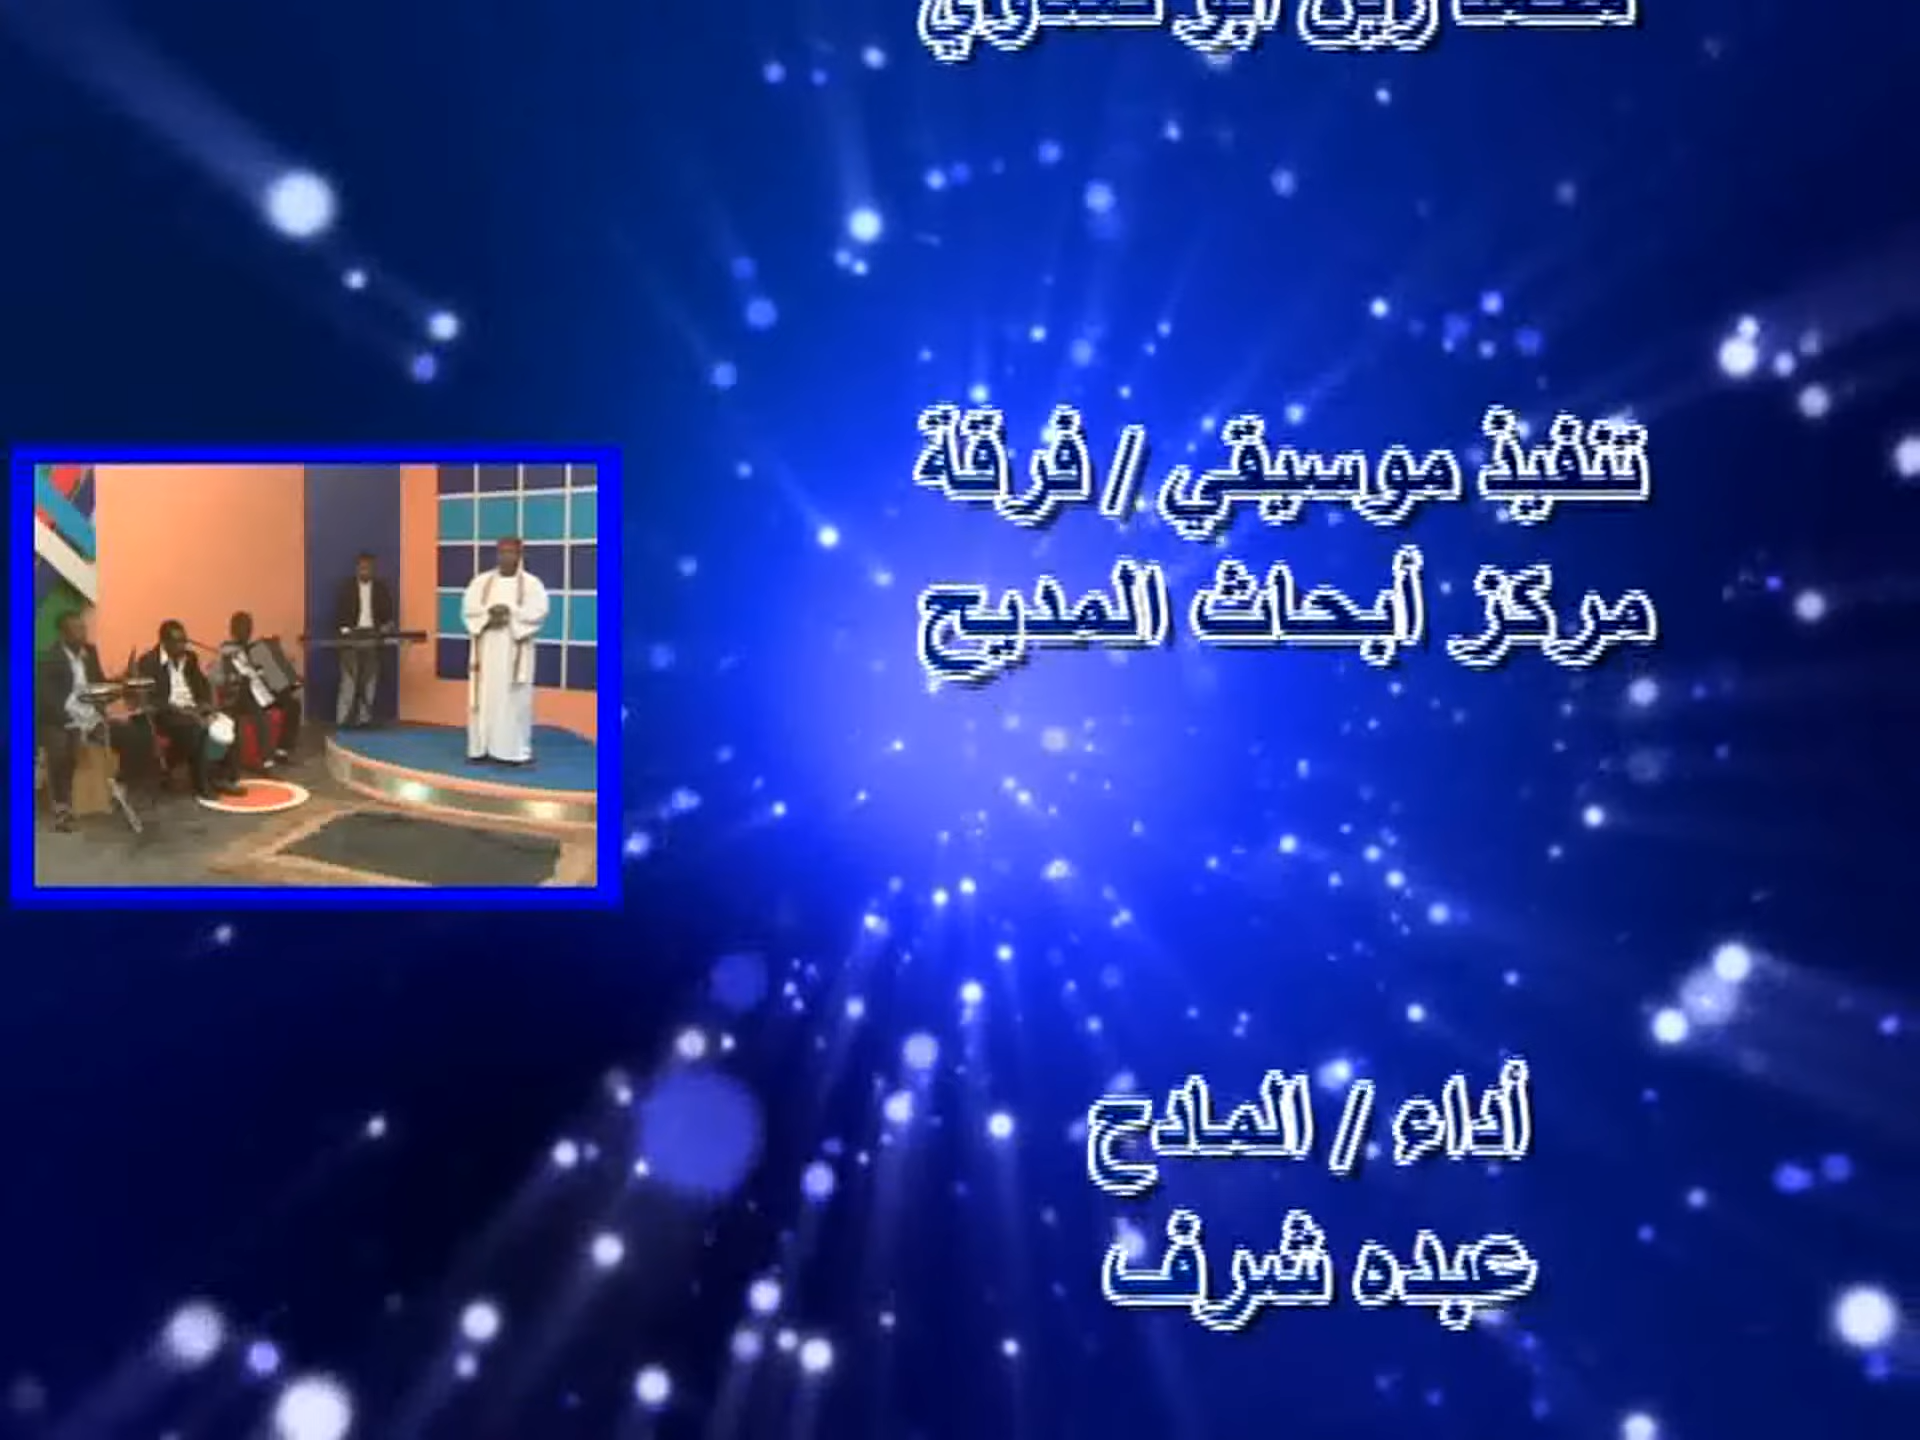 تنفيذ موسيقي / فرقة
مركز أبحاث المديح
أداء / المادح
عبده شرف